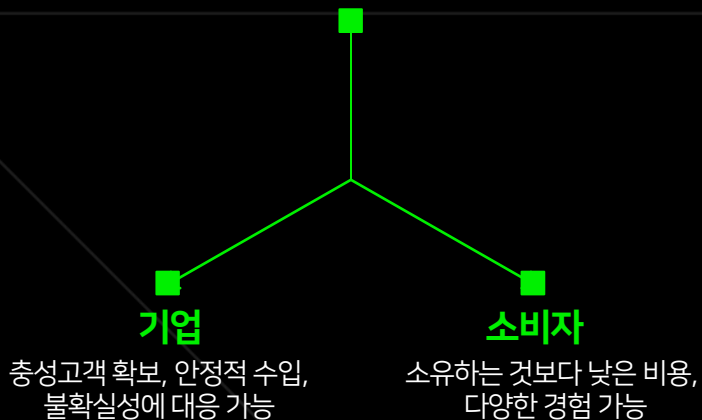 기업
충성고객 확보, 안정적 수입,
불확실성에 대응 가능
소비자
소유하는 것보다 낮은 비용,
다양한 경험 가능